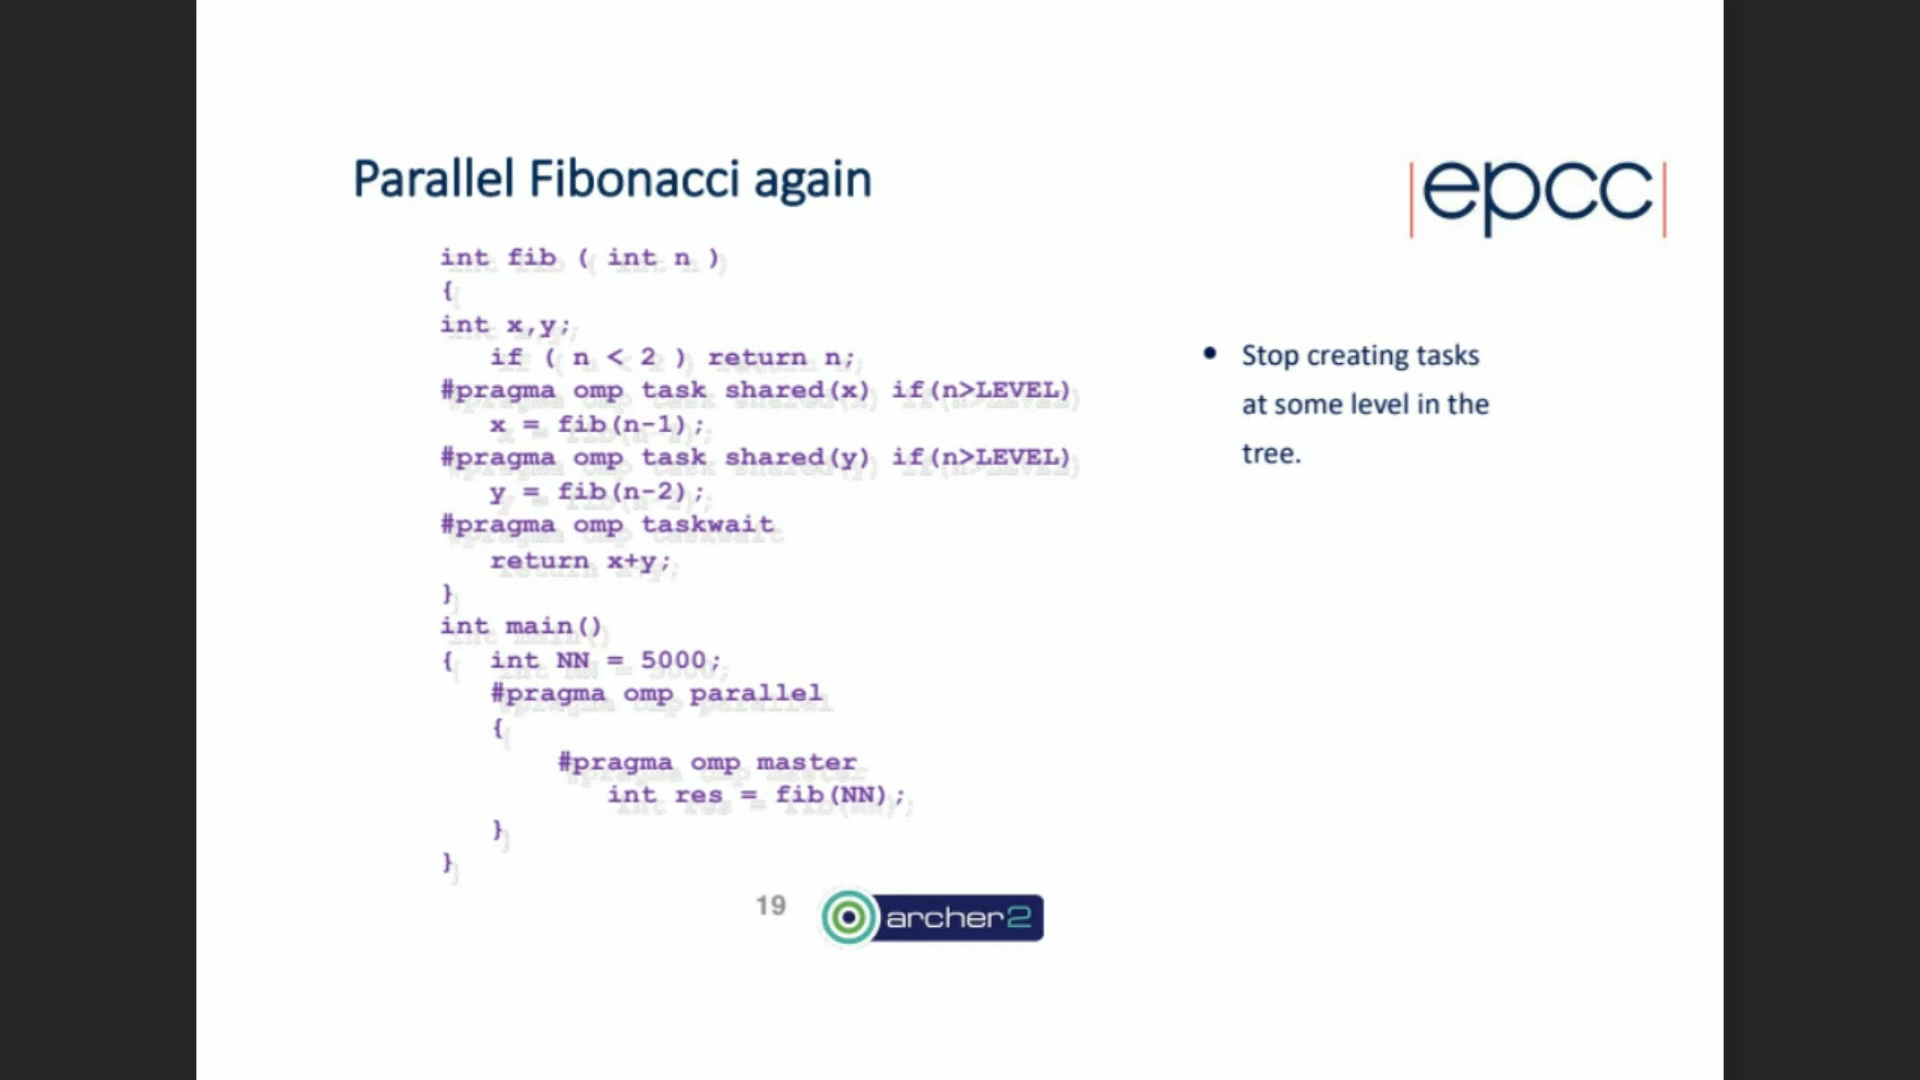 Parallel Fibonacci again
|epcc|
int fib ( int n )
{
int x,y;
if ( n < 2 ) return n;
#pragma omp task shared(x) if(n>LEVEL)
x = fib(n-1);
#pragma omp task shared(y) if(n>LEVEL)
y = fib(n-2);
#pragma omp taskwait
return x+y;
}
int main()
{ int NN = 5000;
#pragma omp parallel
{
#pragma omp master
int res = fib(NN);
}
}
• Stop creating tasks
at some level in the
tree.
19
archer2